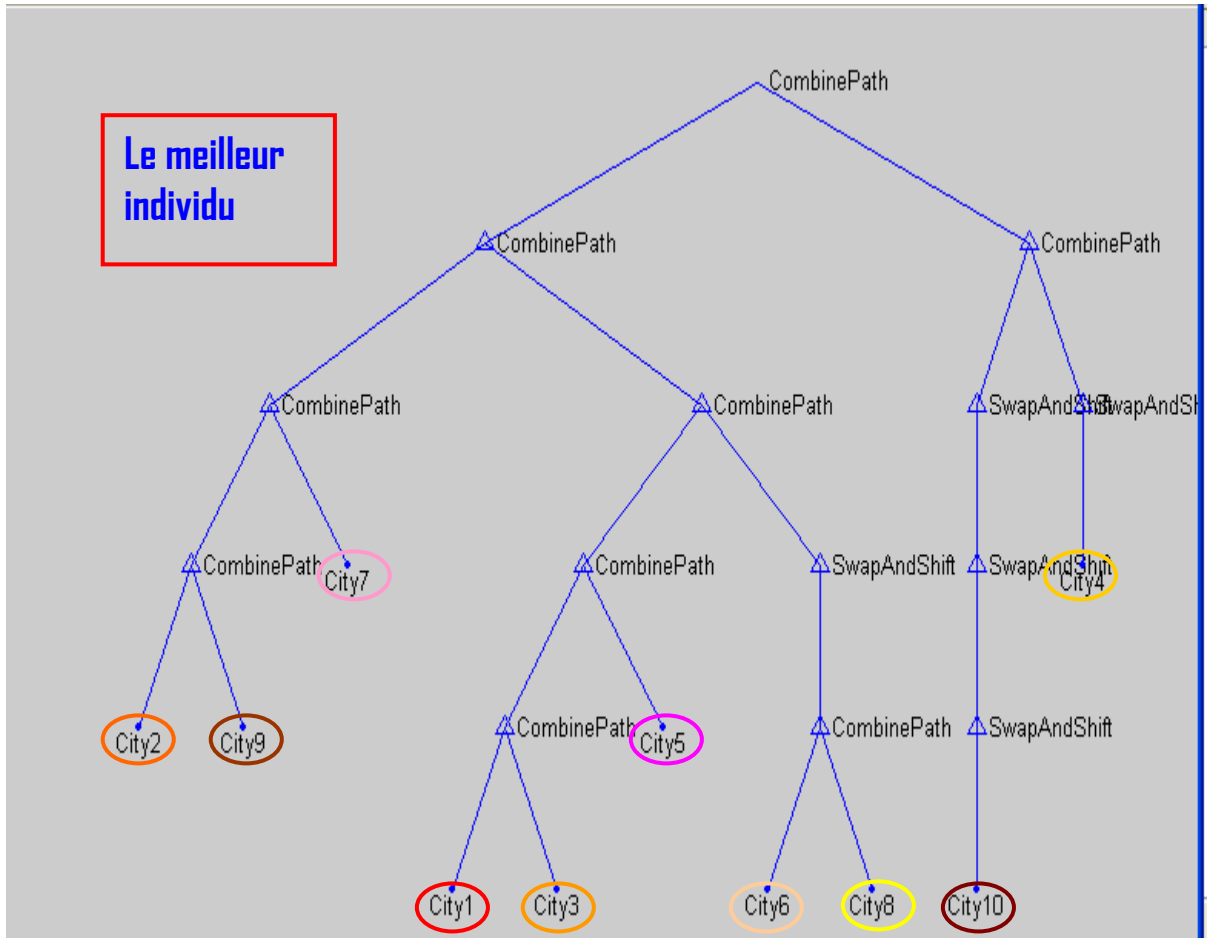 CombinePath
Le meilleur
individu
CombinePath
CombinePath
CombinePath
CombinePath
SwapAndShift
SwapAndSh
CombinePath
City7
CombinePath
SwapAndShift
SwapAndShift
City4
City2
City9
CombinePath
City5
CombinePath
SwapAndShift
City1
City3
City6
City8
City10